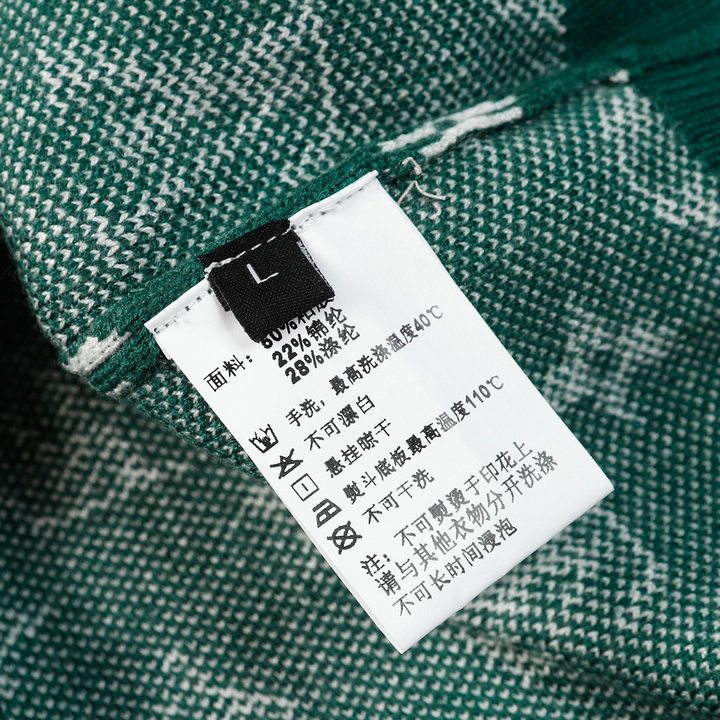 L
面料：
22%锦纶
28%涤纶
手洗，最高洗涤温度40℃
不可漂白
悬挂晾干
熨斗底板最高温度110℃
不可干洗
注：不可熨烫于印花上
请与其他衣物分开洗涤
不可长时间浸泡